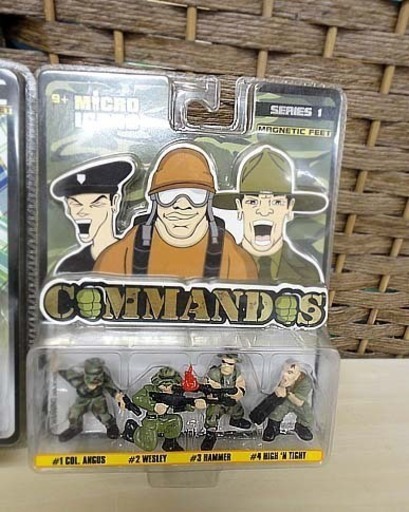 9+ MICRO
SERIES 1
MAGNETIC FEET
COMMANDOS
#1 COL. ANGUS #2 WESLEY #3 HAMMER #4 HIGH 'N TIGHT